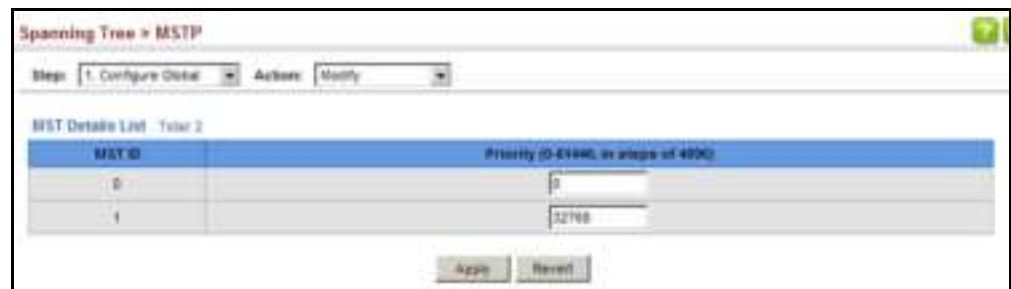 Spanning Tree > MSTP
Step: 1. Configure Global Action: Modify
MST Details List Total: 2
MST ID Priority (0-61440, in steps of 4096)
0 0
1 32768
Apply Revert